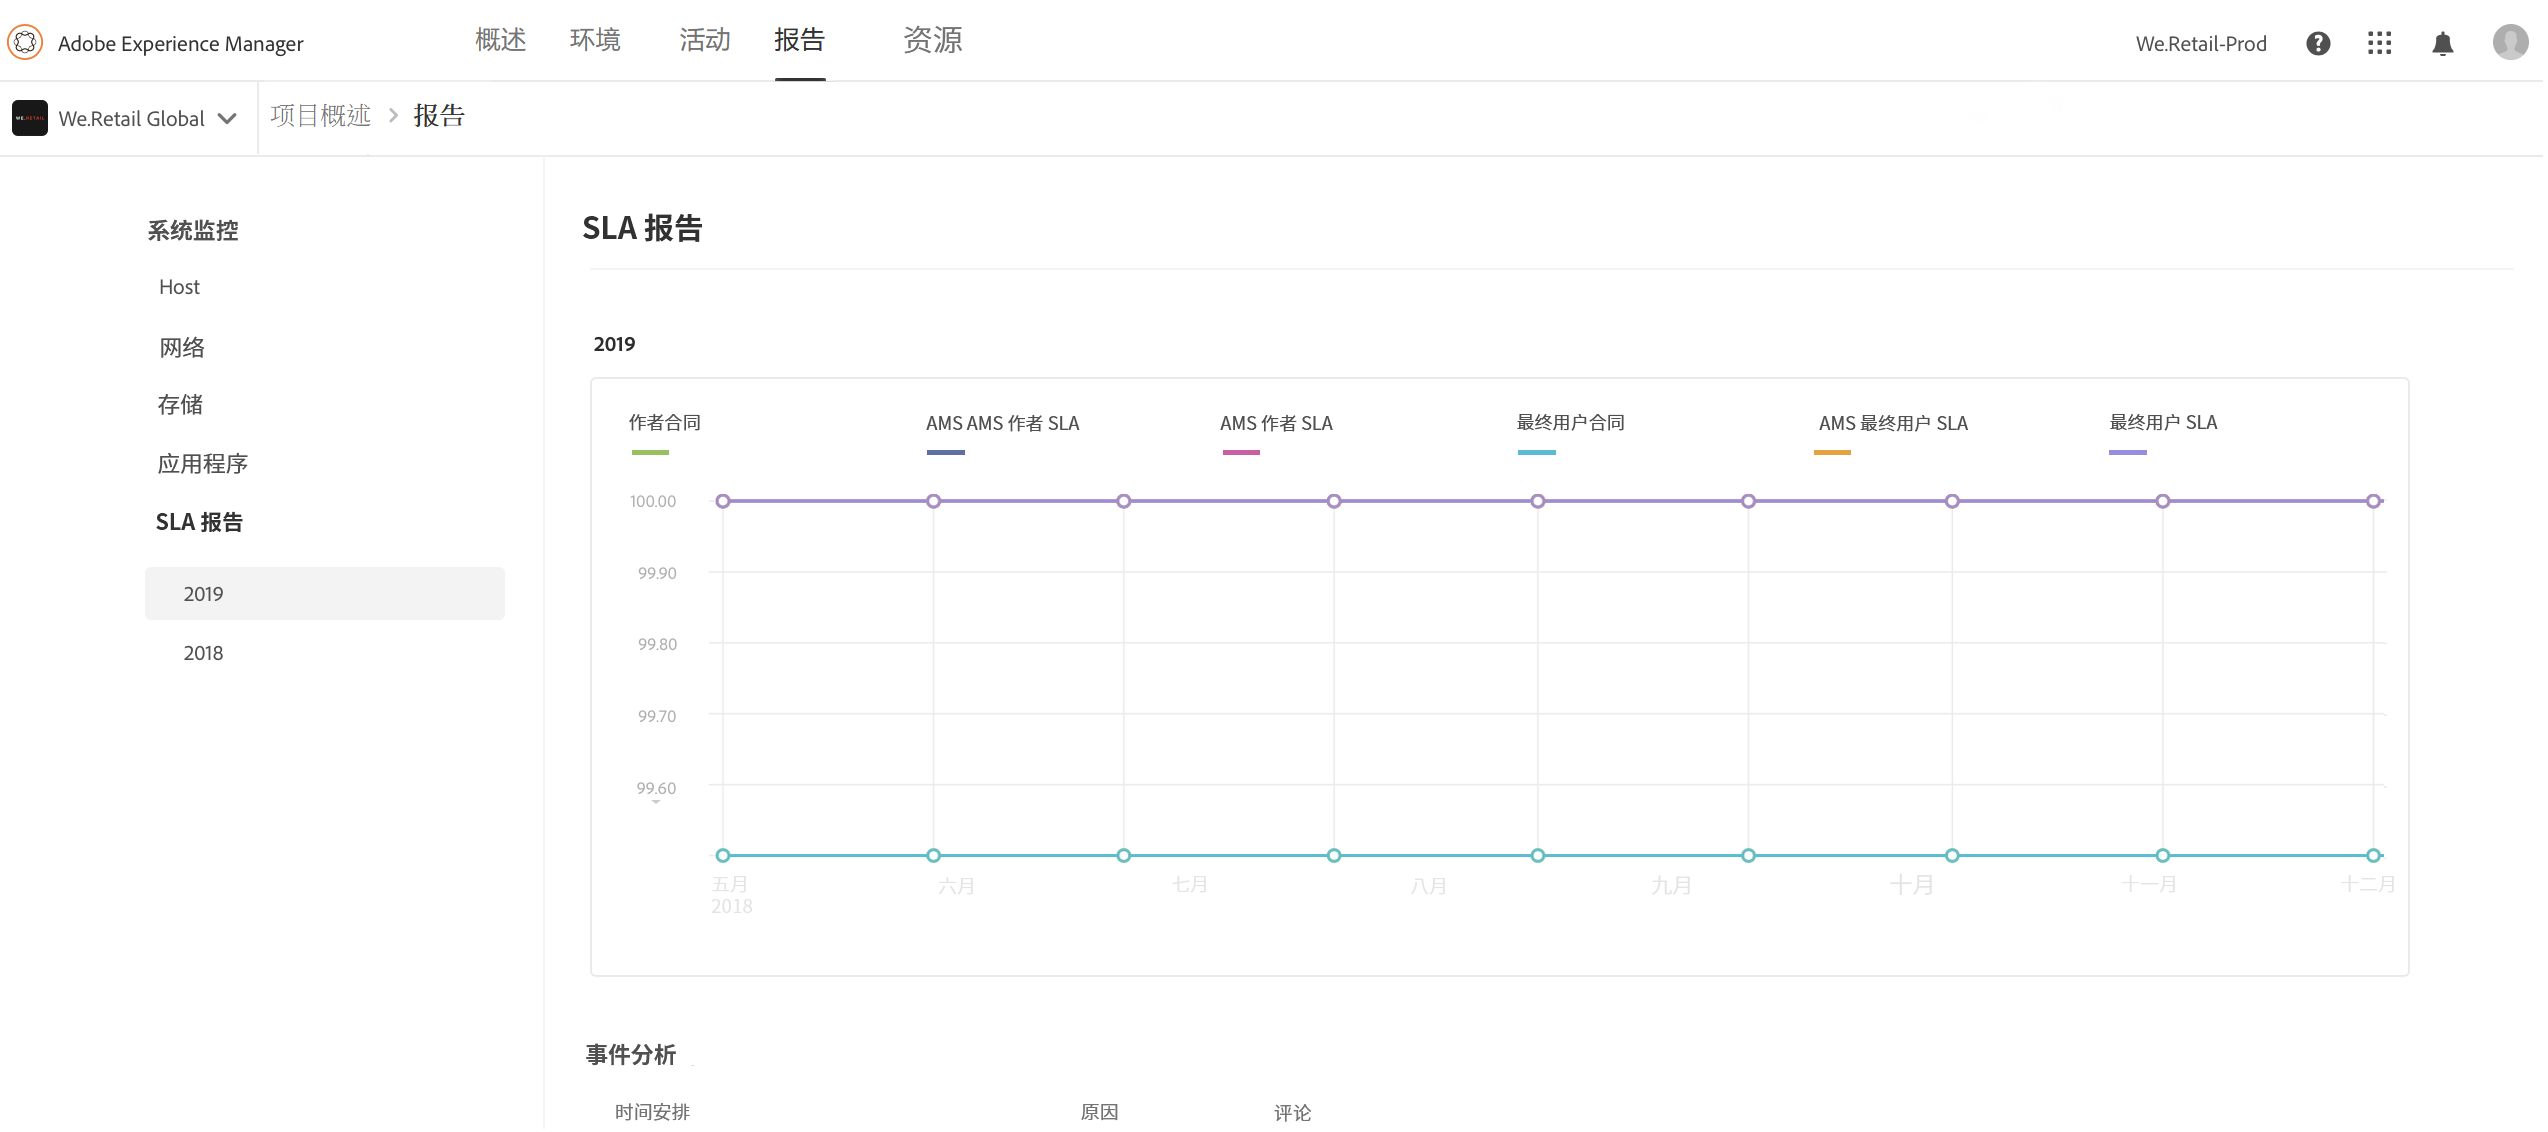 Adobe Experience Manager
概述 环境 活动 报告 资源
We.Retail-Prod
WE.RETAIL
We.Retail Global
项目概述 > 报告
系统监控
Host
网络
存储
应用程序
SLA 报告
2019
2018
SLA 报告
2019
作者合同 AMS AMS 作者 SLA AMS 作者 SLA 最终用户合同 AMS 最终用户 SLA 最终用户 SLA
100.00
99.90
99.80
99.70
99.60
五月 六月 七月 八月 九月 十月 十一月 十二月
2018
事件分析
时间安排 原因 评论